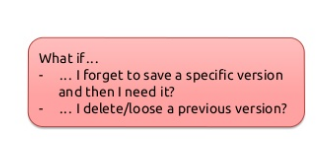 What if...
- ... I forget to save a specific version
and then I need it?
- ... I delete/loose a previous version?